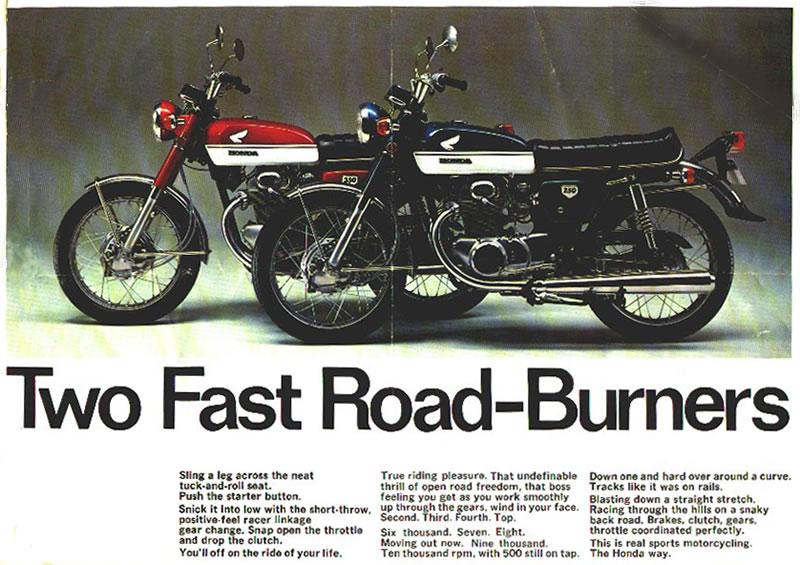 HONDA
350
HONDA
250
Two Fast Road-Burners
Sling a leg across the neat
tuck-and-roll seat.
Push the starter button.
Snick it into low with the short-throw,
positive-feel racer linkage
gear change. Snap open the throttle
and drop the clutch.
You'll off on the ride of your life.
True riding pleasure. That undefinable
thrill of open road freedom, that boss
feeling you get as you work smoothly
up through the gears, wind in your face.
Second. Third. Fourth. Top.
Six thousand. Seven. Eight.
Moving out now. Nine thousand.
Ten thousand rpm, with 500 still on tap.
Down one and hard over around a curve.
Tracks like it was on rails.
Blasting down a straight stretch.
Racing through the hills on a snaky
back road. Brakes, clutch, gears,
throttle coordinated perfectly.
This is real sports motorcycling.
The Honda way.